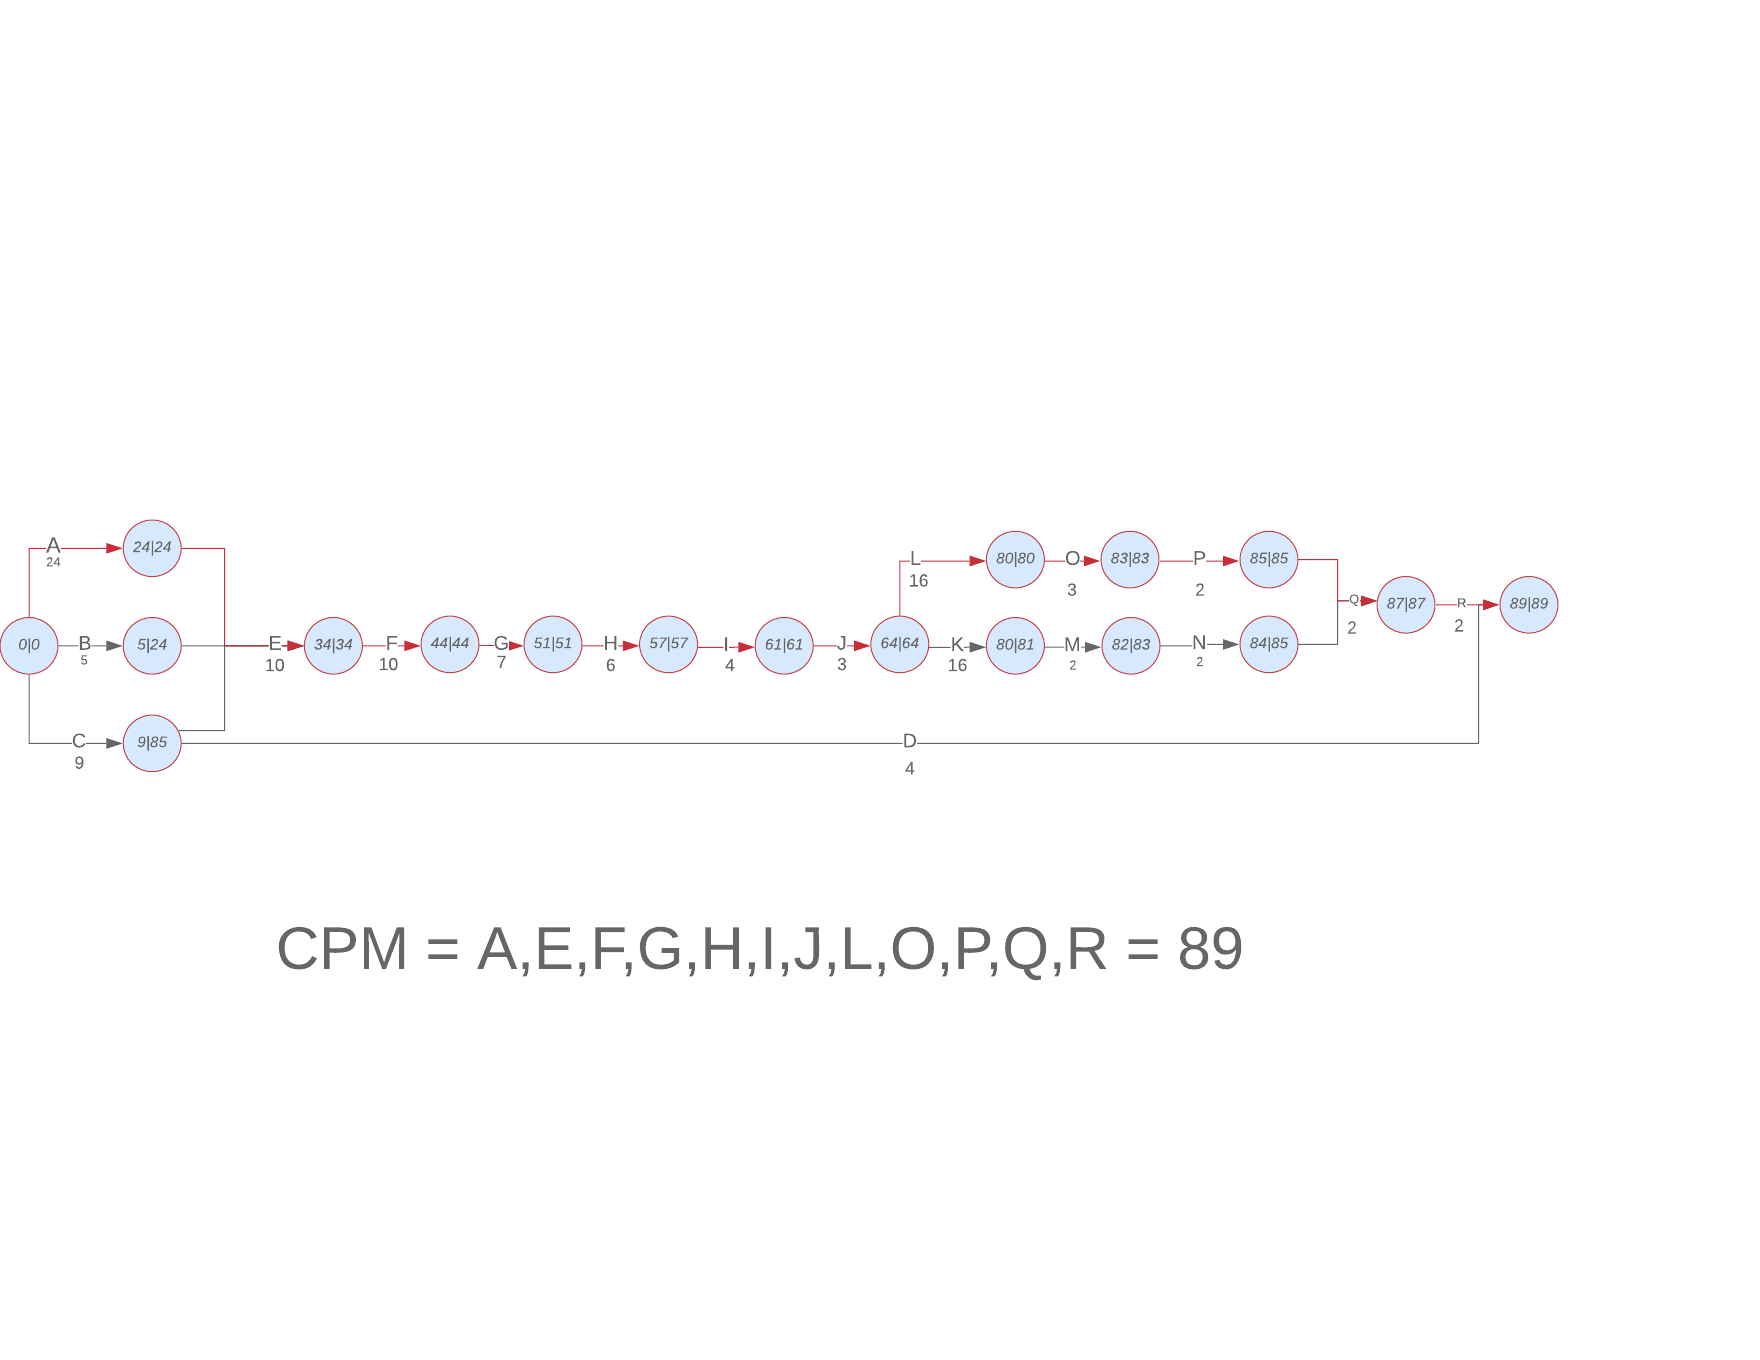 A
24
24|24
0|0
B
5
5|24
C
9
9|85
E
10
34|34
F
10
44|44
G
7
51|51
H
6
57|57
I
4
61|61
J
3
64|64
L
16
80|80
O
3
83|83
P
2
85|85
K
16
80|81
M
2
82|83
N
2
84|85
Q
2
87|87
R
2
89|89
D
4
CPM = A,E,F,G,H,I,J,L,O,P,Q,R = 89